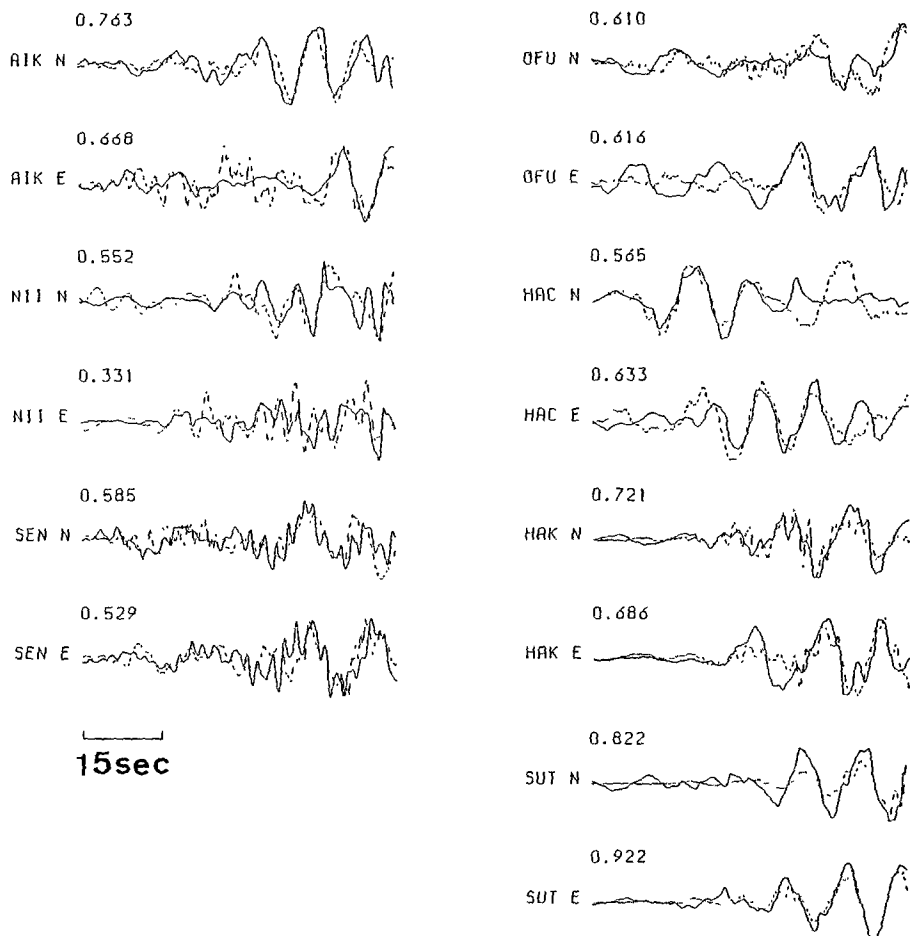 0.763
AIK N
0.668
AIK E
0.552
NII N
0.331
NII E
0.585
SEN N
0.529
SEN E
15sec
0.610
OFU N
0.616
OFU E
0.565
HAC N
0.633
HAC E
0.721
HAK N
0.686
HAK E
0.822
SUT N
0.922
SUT E